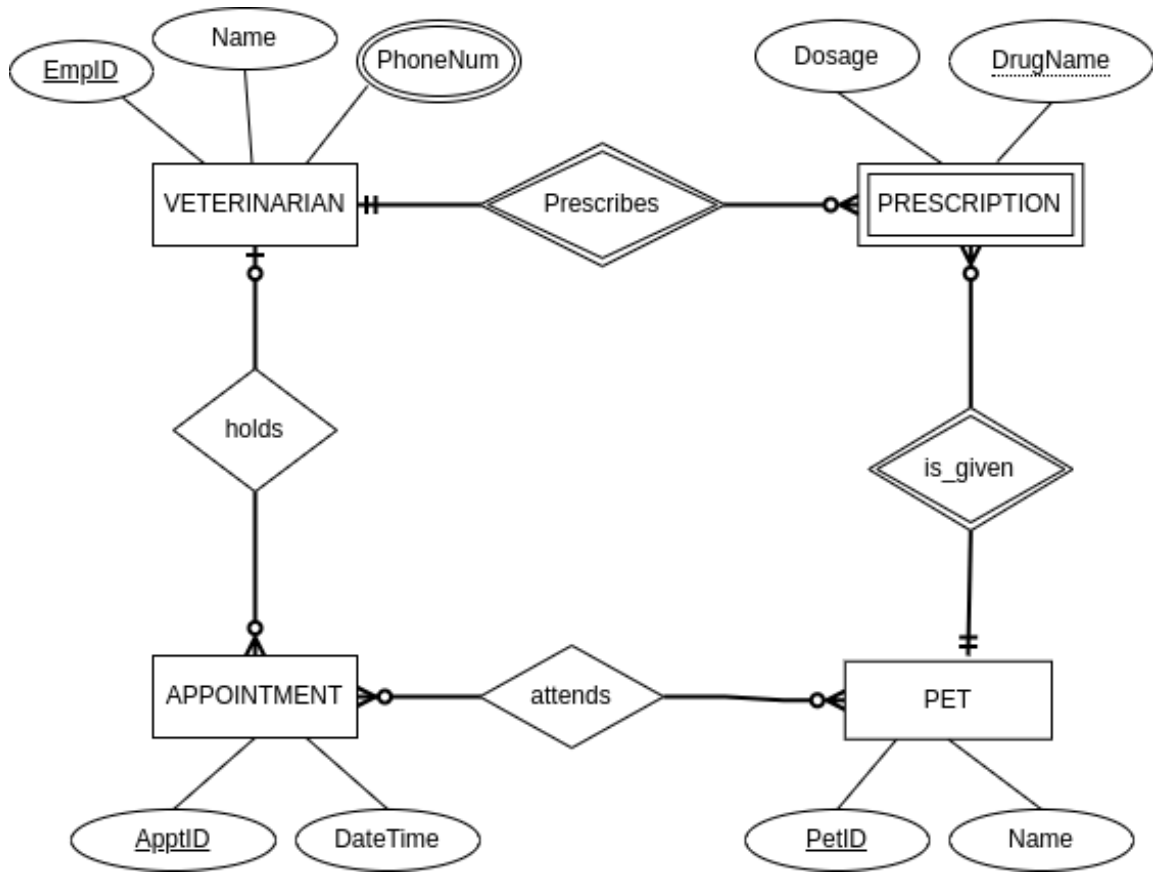 Name
EmpID
PhoneNum
Dosage
DrugName
VETERINARIAN
Prescribes
PRESCRIPTION
holds
is_given
APPOINTMENT
attends
PET
ApptID
DateTime
PetID
Name